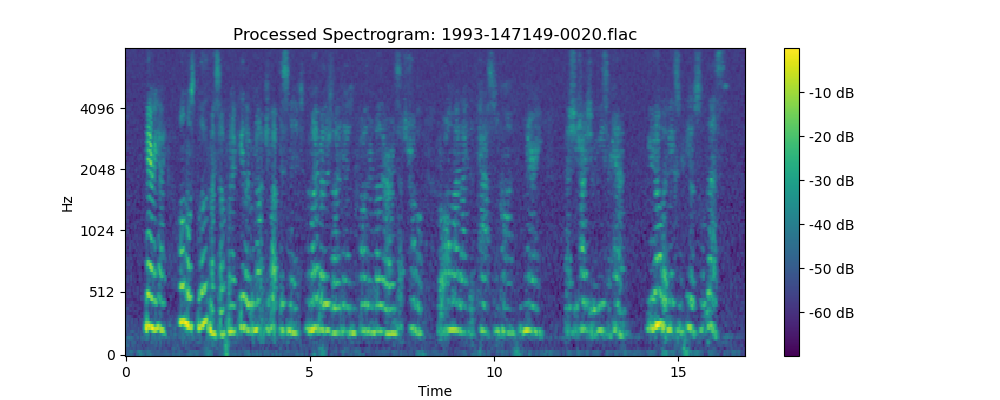 Processed Spectrogram: 1993-147149-0020.flac
Hz
4096
2048
1024
512
0
0
5
10
15
Time
-10 dB
-20 dB
-30 dB
-40 dB
-50 dB
-60 dB